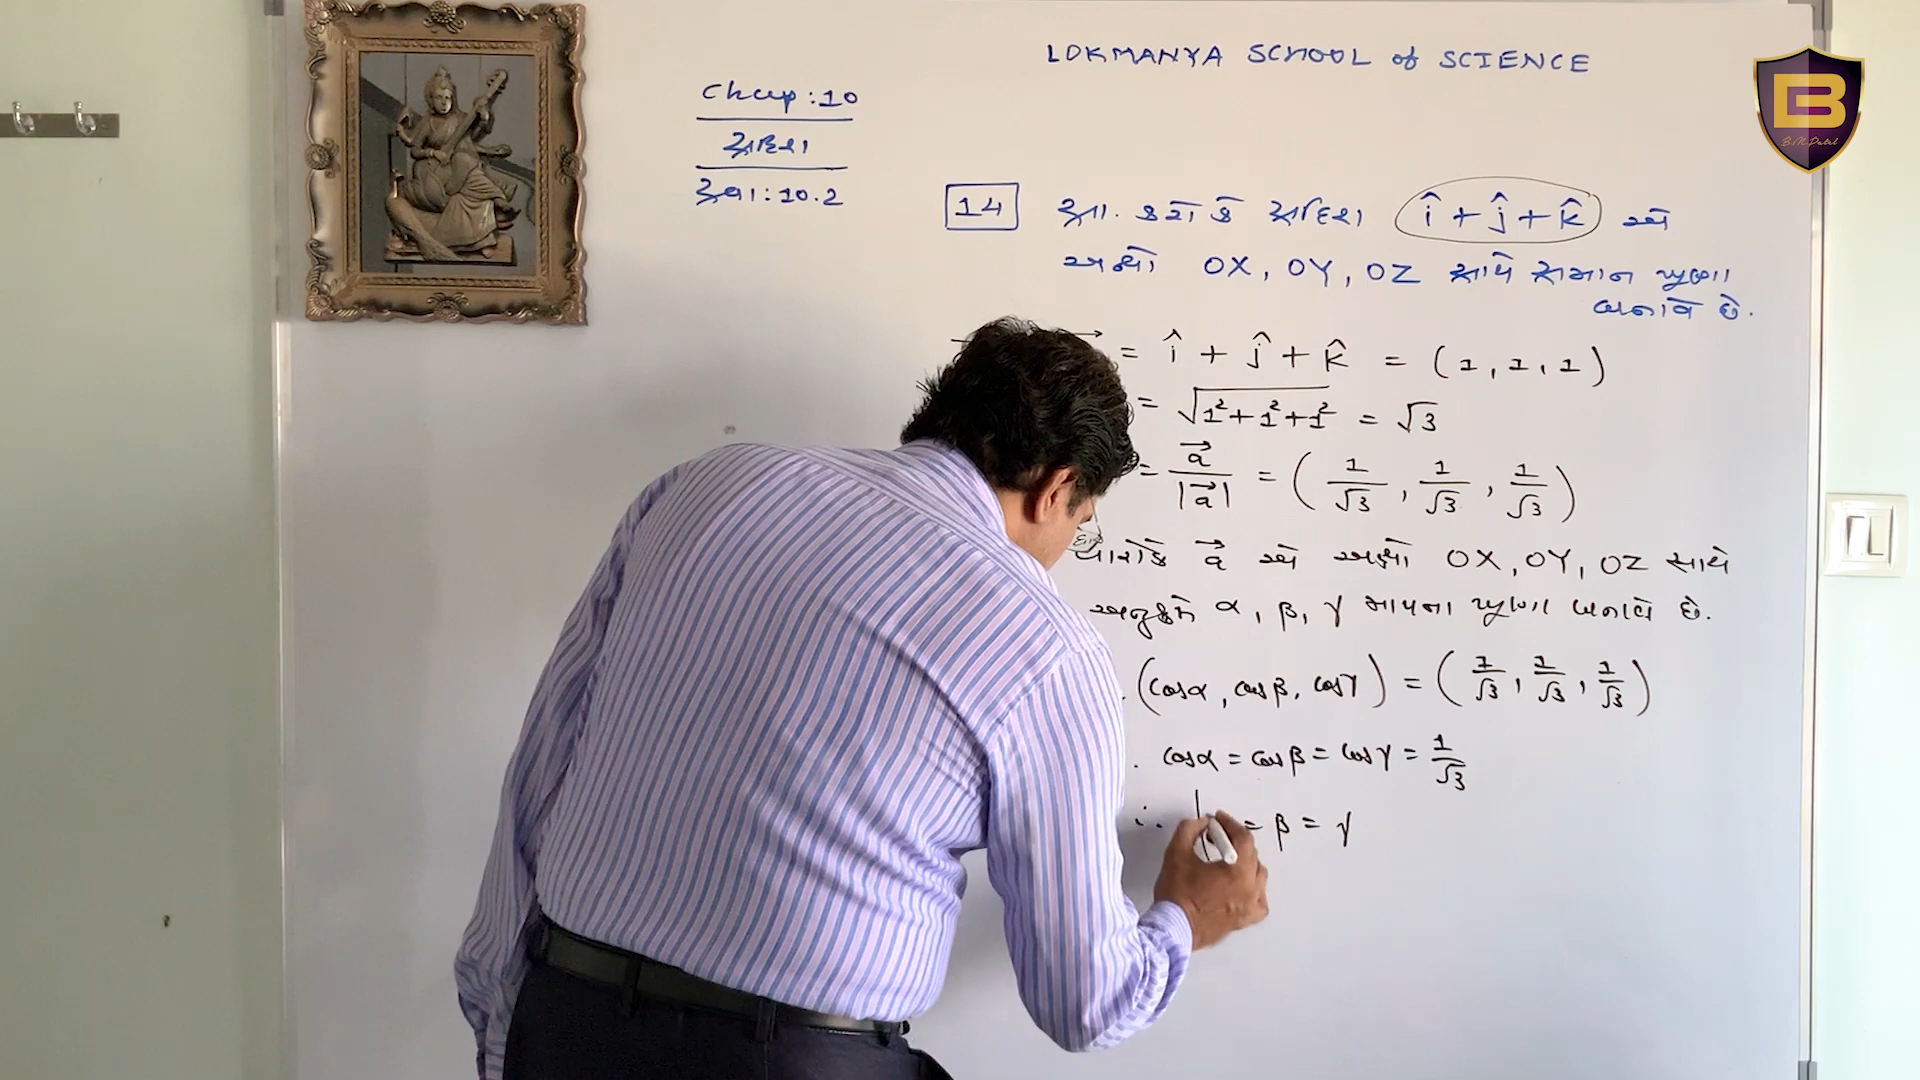 LOKMANYA SCHOOL of SCIENCE
Chap : 10
સદિશ
સ્વા : 10.2
14 સા. કરો કે સદિશ î + ĵ + k̂ એ
અક્ષો OX, OY, OZ સાથે સમાન ખૂણા
બનાવે છે.
= î + ĵ + k̂ = (1, 1, 1)
= √1²+1²+1² = √3
= a⃗/|a⃗| = (1/√3, 1/√3, 1/√3)
ધારોકે a⃗ એ અક્ષો OX, OY, OZ સાથે
અનુક્રમે α, β, γ માપના ખૂણા બનાવે છે.
(cosα, cosβ, cosγ) = (1/√3, 1/√3, 1/√3)
cosα = cosβ = cosγ = 1/√3
∴ = β = γ
B
B.M.Patel